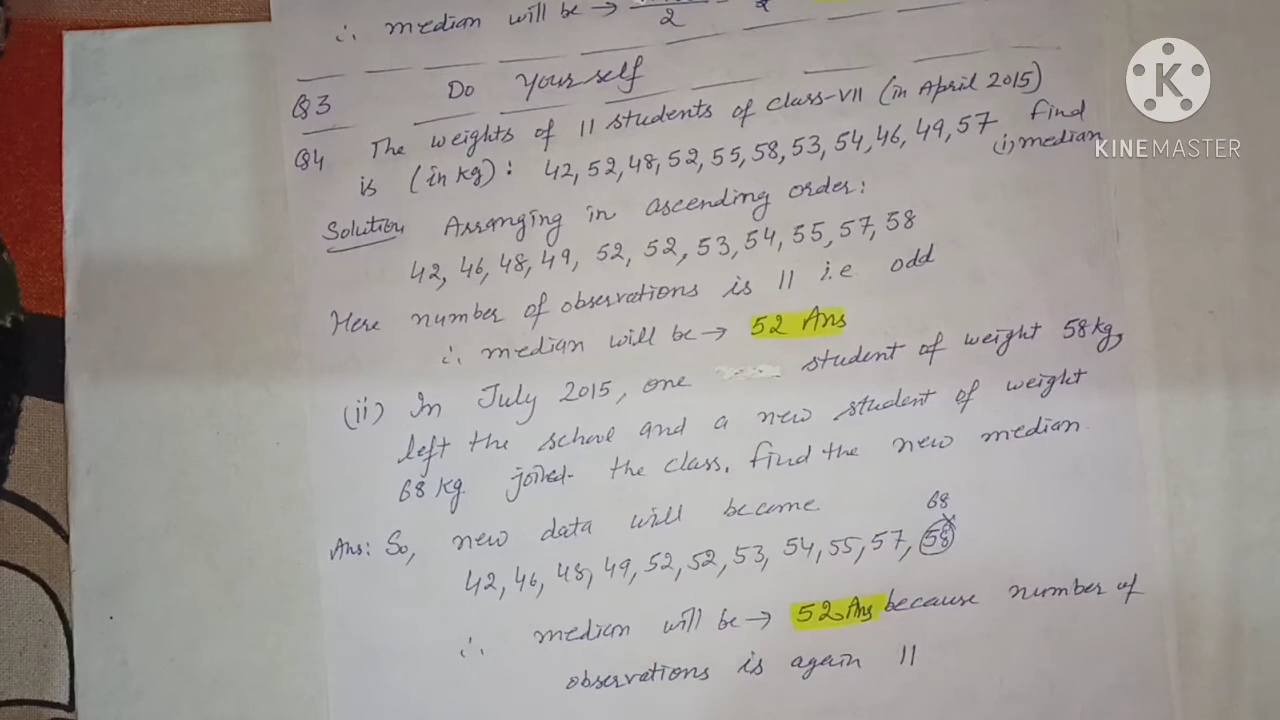 ∴ median will be → 2
Q3 Do Yourself
Q4 The weights of 11 students of class-VII (in April 2015)
is (in kg): 42, 52, 48, 52, 55, 58, 53, 54, 46, 49, 57 find
(i) median
Solution Arranging in ascending order:
42, 46, 48, 49, 52, 52, 53, 54, 55, 57, 58
Here number of observations is 11 i.e odd
∴ median will be → 52 Ans
(ii) In July 2015, one student of weight 58 kg,
left the school and a new student of weight
68 kg joined the class. find the new median.
Ans: So, new data will become
68
42, 46, 48, 49, 52, 52, 53, 54, 55, 57, 58
∴ median will be → 52 Ans because number of
observations is again 11
K
KINEMASTER